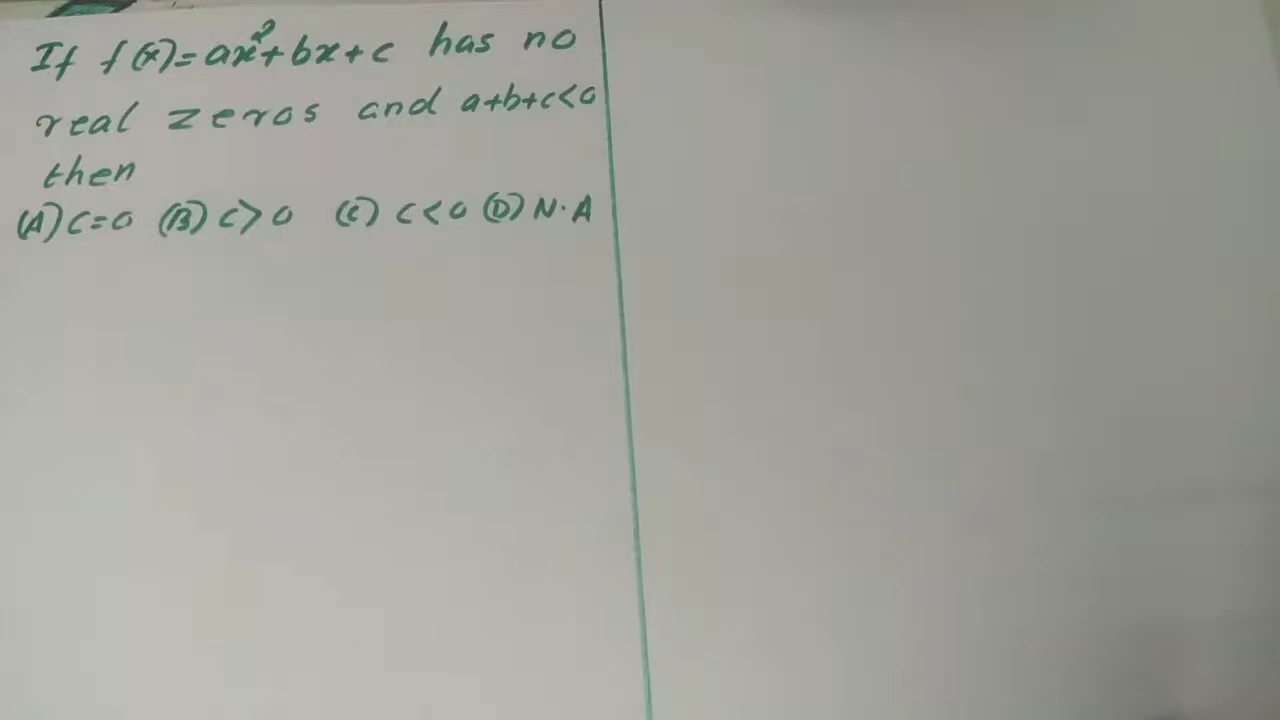 If f(x)=ax²+bx+c has no
real zeros and a+b+c<0
then
(A) c=0 (B) c>0 (C) c<0 (D) N.A